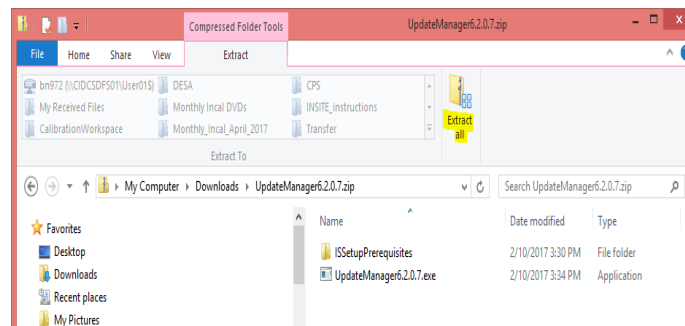 Compressed Folder Tools
UpdateManager6.2.0.7.zip
File Home Share View Extract
bn972 (\\CIDCSDFS01\User01$) DESA CPS
My Received Files Monthly Incal DVDs INSITE_instructions
CalibrationWorkspace Monthly_Incal_April_2017 Transfer
Extract all
Extract To
My Computer Downloads UpdateManager6.2.0.7.zip Search UpdateManager6.2.0.7.zip
Favorites
Desktop
Downloads
Recent places
My Pictures
Name Date modified Type
ISSetupPrerequisites 2/10/2017 3:30 PM File folder
UpdateManager6.2.0.7.exe 2/10/2017 3:34 PM Application